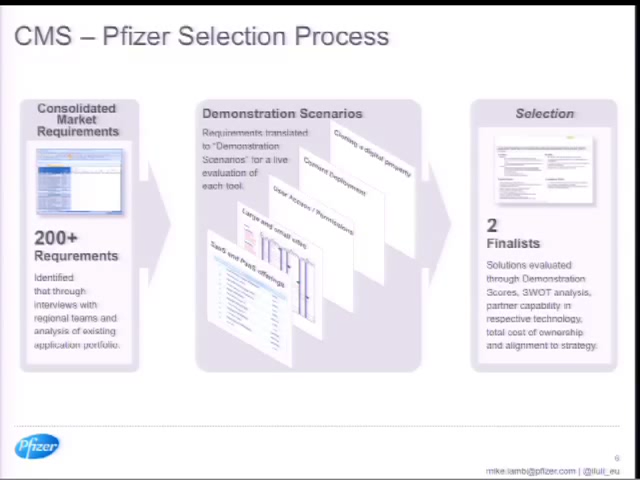 CMS – Pfizer Selection Process
Consolidated
Market
Requirements
200+
Requrements
Identified
that through
interviews with
regional teams and
analysis of existing
application portfolio.
Demonstration Scenarios
Requirements translated
to "Demonstration
Scenarios" for a live
evaluation of
each tool.
Cloning a digital property
Content Deployment
User Access / Permissions
Large and small sites
SaaS and PaaS offerings
Selection
2
Finalists
Solutions evaluated
through Demonstration
Scores, SWOT analysis,
partner capability in
respective technology,
total cost of ownership
and alignment to strategy.
Pfizer
6
mike.lamb@pfizer.com | @iluli_eu